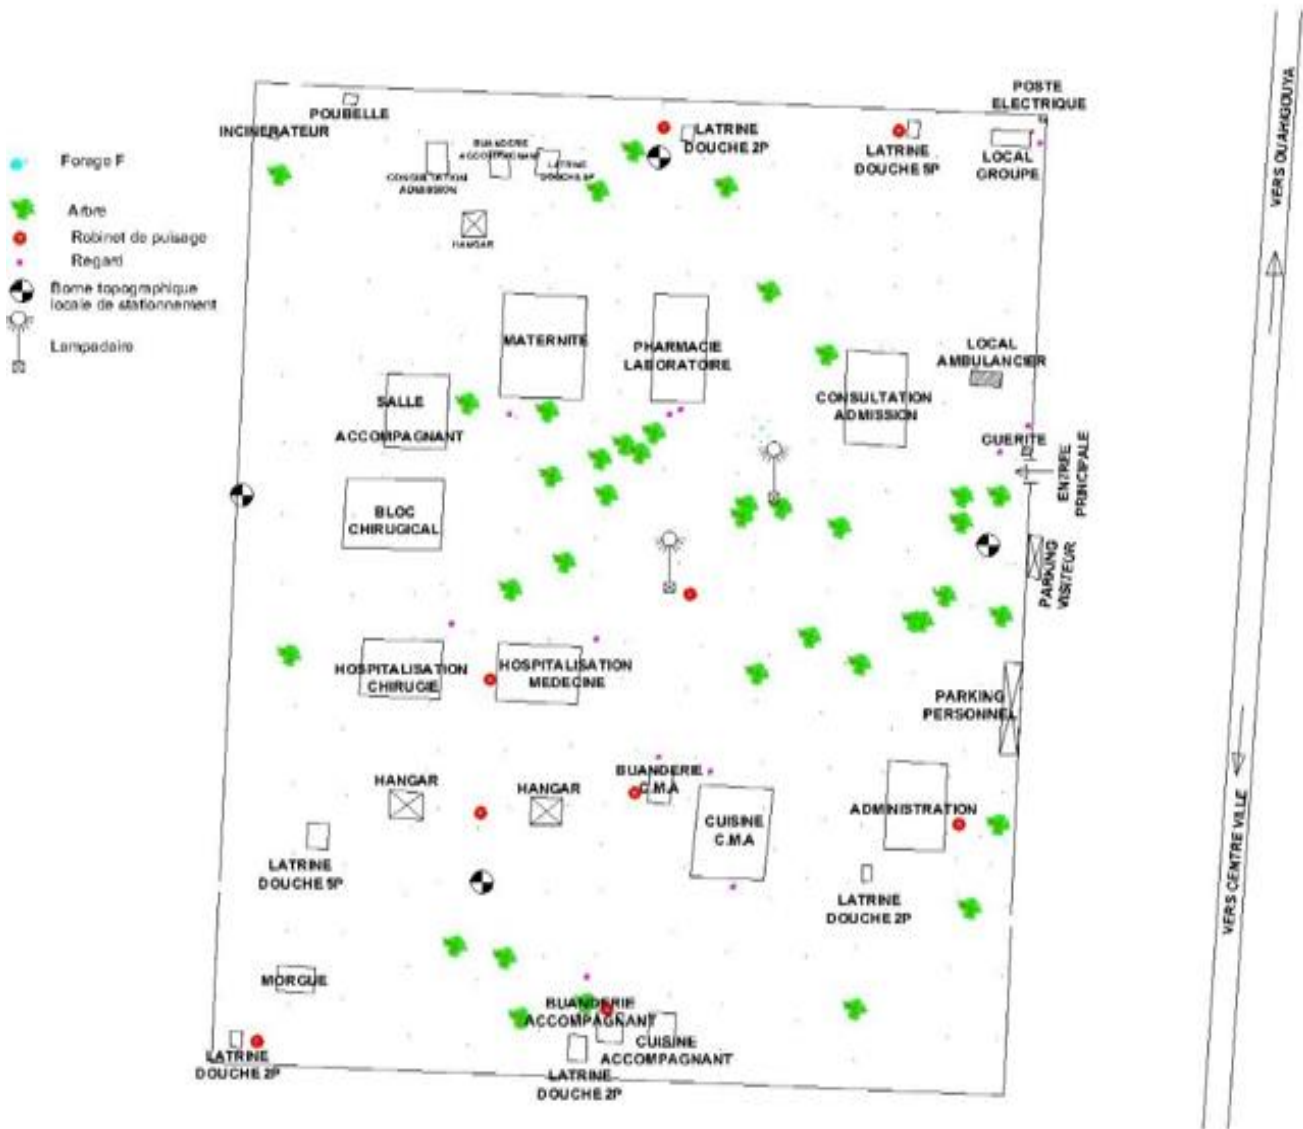 POSTE
ELECTRIQUE
POUBELLE
INCINERATEUR
LATRINE
DOUCHE 2P
LATRINE
DOUCHE 5P
LOCAL
GROUPE
BUANDERIE
ACCOMPAGNANT
CONSULTATION
ADMISSION
LATRINE
HANGAR
VERS OUAHIGOUYA
Forage F
Arbre
Robinet de puisage
Regard
Borne topographique
locale de stationnement
Lampadaire
MATERNITE
PHARMACIE
LABORATOIRE
LOCAL
AMBULANCIER
SALLE
ACCOMPAGNANT
CONSULTATION
ADMISSION
GUERITE
ENTREE
PRINCIPALE
BLOC
CHIRUGICAL
PARKING
VISITEUR
HOSPITALISATION
CHIRUGIE
HOSPITALISATION
MEDECINE
PARKING
PERSONNEL
HANGAR
HANGAR
BUANDERIE
C.M.A
CUISINE
C.M.A
ADMINISTRATION
VERS CENTRE VILLE
LATRINE
DOUCHE 5P
LATRINE
DOUCHE 2P
MORGUE
BUANDERIE
ACCOMPAGNANT
CUISINE
ACCOMPAGNANT
LATRINE
DOUCHE 2P
LATRINE
DOUCHE 2P